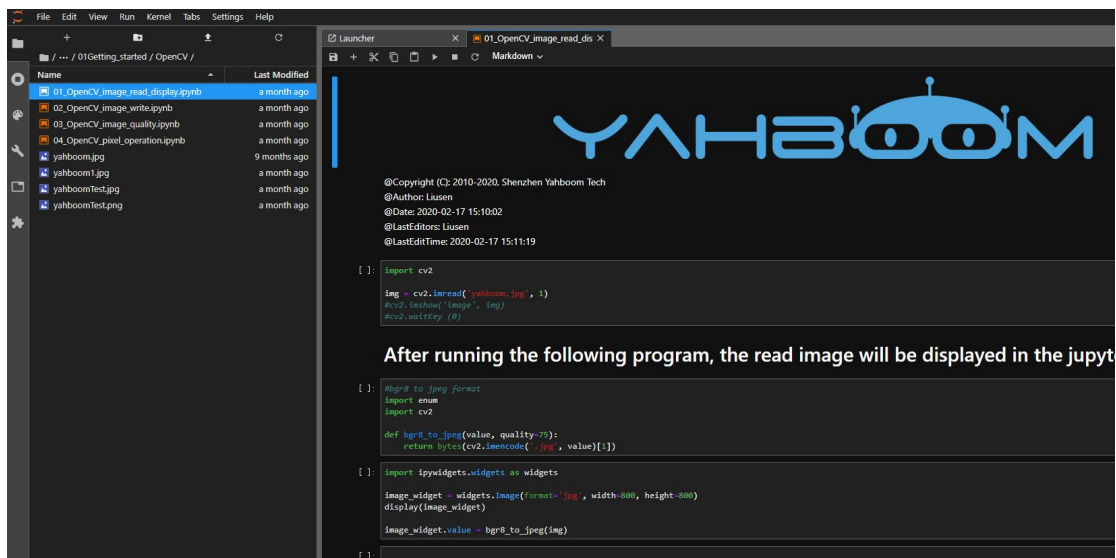 File Edit View Run Kernel Tabs Settings Help
/ ··· / 01Getting_started / OpenCV /
Name Last Modified
01_OpenCV_image_read_display.ipynb a month ago
02_OpenCV_image_write.ipynb a month ago
03_OpenCV_image_quality.ipynb a month ago
04_OpenCV_pixel_operation.ipynb a month ago
yahboom.jpg 9 months ago
yahboom1.jpg a month ago
yahboomTest.jpg a month ago
yahboomTest.png a month ago
Launcher
01_OpenCV_image_read_dis
Markdown
YAHBOOM
@Copyright (C): 2010-2020, Shenzhen Yahboom Tech
@Author: Liusen
@Date: 2020-02-17 15:10:02
@LastEditors: Liusen
@LastEditTime: 2020-02-17 15:11:19
[ ]: import cv2
img = cv2.imread('yahboom.jpg', 1)
#cv2.imshow('image', img)
#cv2.waitKey (0)
After running the following program, the read image will be displayed in the jupyt
[ ]: #bgr8 to jpeg format
import enum
import cv2
def bgr8_to_jpeg(value, quality=75):
return bytes(cv2.imencode('.jpg', value)[1])
[ ]: import ipywidgets.widgets as widgets
image_widget = widgets.Image(format='jpg', width=800, height=800)
display(image_widget)
image_widget.value = bgr8_to_jpeg(img)
[ ]: